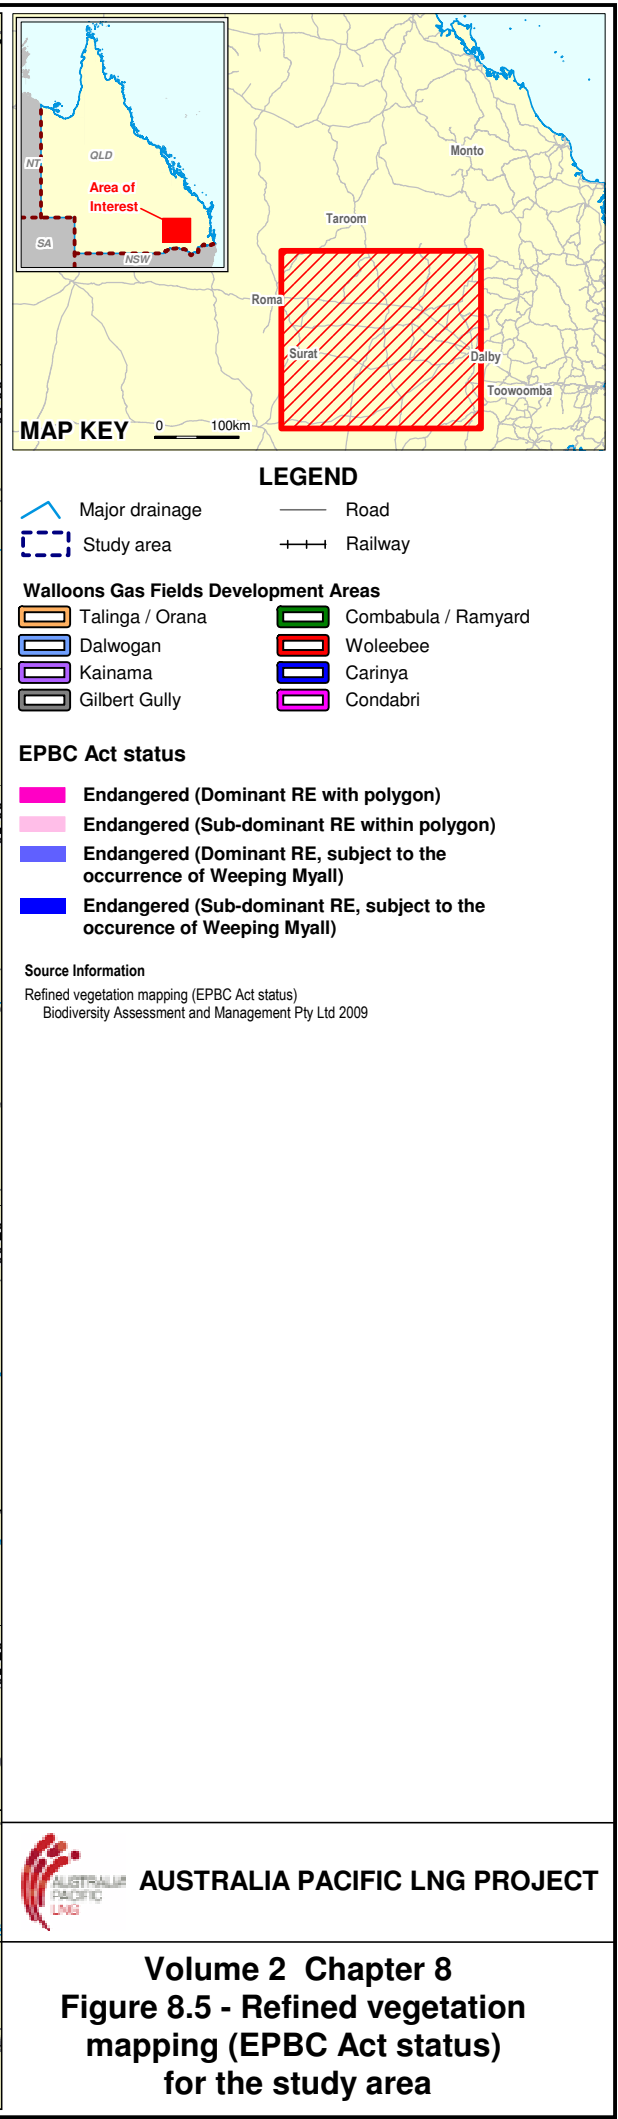 NT
QLD
Area of
Interest
SA
NSW
Monto
Taroom
Roma
Surat
Dalby
Toowoomba
MAP KEY
0 100km
LEGEND
Major drainage
Road
Study area
Railway
Walloons Gas Fields Development Areas
Talinga / Orana
Combabula / Ramyard
Dalwogan
Woleebee
Kainama
Carinya
Gilbert Gully
Condabri
EPBC Act status
Endangered (Dominant RE with polygon)
Endangered (Sub-dominant RE within polygon)
Endangered (Dominant RE, subject to the
occurrence of Weeping Myall)
Endangered (Sub-dominant RE, subject to the
occurence of Weeping Myall)
Source Information
Refined vegetation mapping (EPBC Act status)
Biodiversity Assessment and Management Pty Ltd 2009
AUSTRALIA
PACIFIC
LNG
AUSTRALIA PACIFIC LNG PROJECT
Volume 2 Chapter 8
Figure 8.5 - Refined vegetation
mapping (EPBC Act status)
for the study area